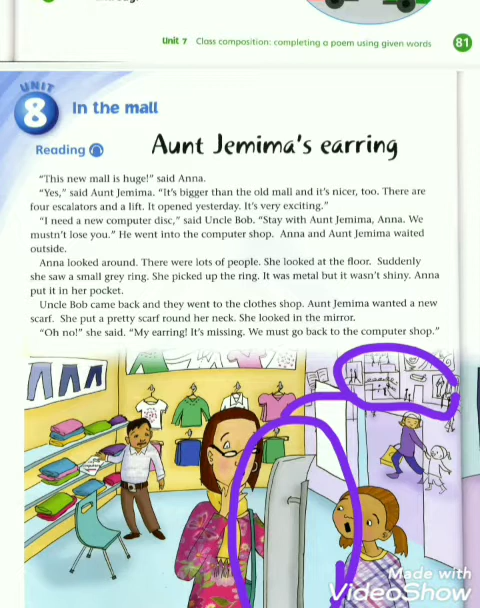 Unit 7 Class composition: completing a poem using given words 81
UNIT
8 In the mall
Reading
Aunt Jemima's earring
"This new mall is huge!" said Anna.
"Yes," said Aunt Jemima. "It's bigger than the old mall and it's nicer, too. There are
four escalators and a lift. It opened yesterday. It's very exciting."
"I need a new computer disc," said Uncle Bob. "Stay with Aunt Jemima, Anna. We
mustn't lose you." He went into the computer shop. Anna and Aunt Jemima waited
outside.
Anna looked around. There were lots of people. She looked at the floor. Suddenly
she saw a small grey ring. She picked up the ring. It was metal but it wasn't shiny. Anna
put it in her pocket.
Uncle Bob came back and they went to the clothes shop. Aunt Jemima wanted a new
scarf. She put a pretty scarf round her neck. She looked in the mirror.
"Oh no!" she said. "My earring! It's missing. We must go back to the computer shop."
Made with
VideoShow